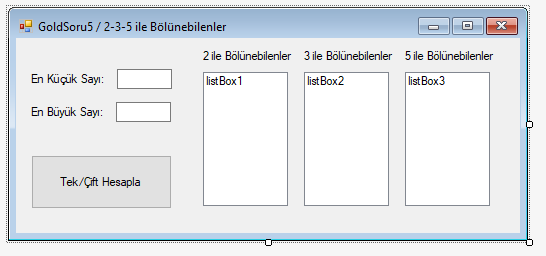 GoldSoru5 / 2-3-5 ile Bölünebilenler
2 ile Bölünebilenler 3 ile Bölünebilenler 5 ile Bölünebilenler
En Küçük Sayı:
listBox1 listBox2 listBox3
En Büyük Sayı:
Tek/Çift Hesapla